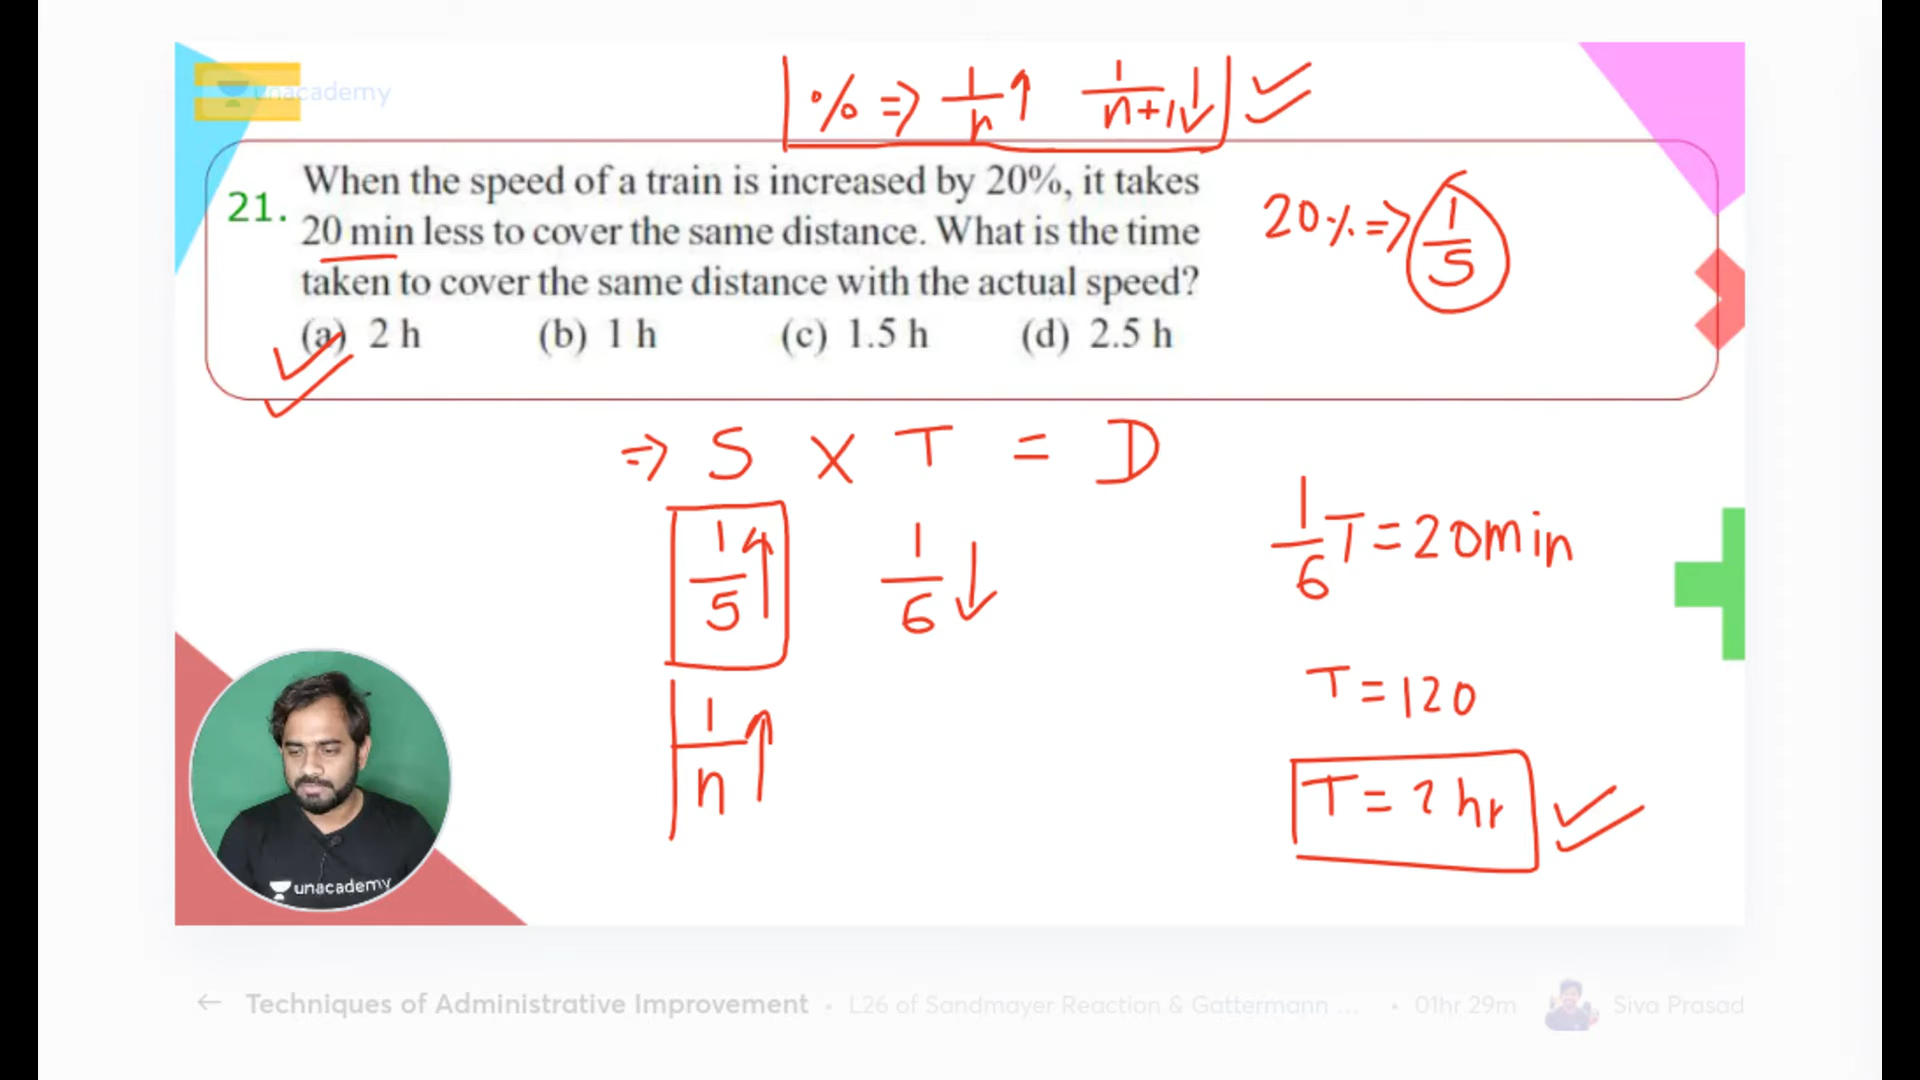 unacademy
% => 1/n ↑ 1/n+1 ↓
21. When the speed of a train is increased by 20%, it takes
20 min less to cover the same distance. What is the time
taken to cover the same distance with the actual speed?
(a) 2 h (b) 1 h (c) 1.5 h (d) 2.5 h
20% => 1/5
=> S X T = D
1/5 ↑ 1/6 ↓
1/n ↑
1/6 T = 20min
T = 120
T = 2 hr
unacademy
← Techniques of Administrative Improvement • L26 of Sandmayer Reaction & Gattermann ... • 01hr 29m Siva Prasad